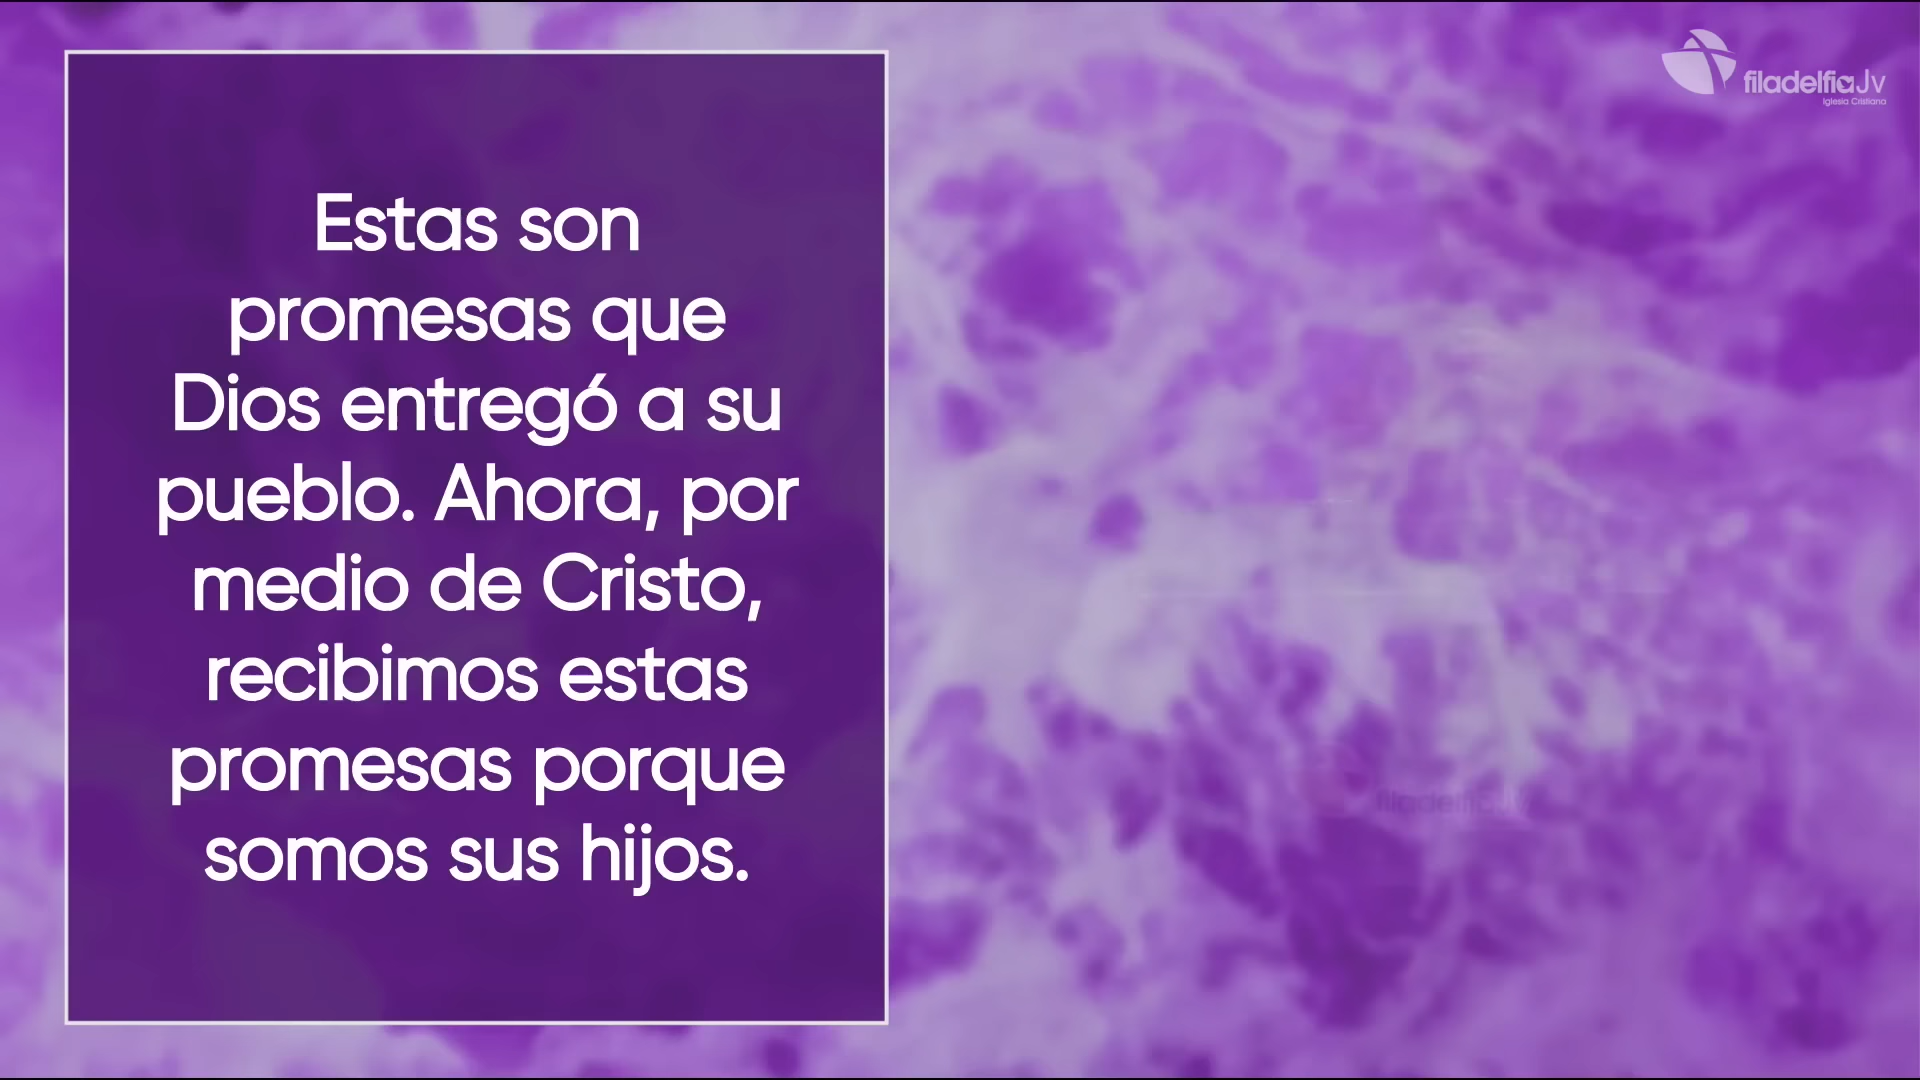 filadelfiaJv
Iglesia Cristiana
Estas son
promesas que
Dios entregó a su
pueblo. Ahora, por
medio de Cristo,
recibimos estas
promesas porque
somos sus hijos.
filadelfiaJv